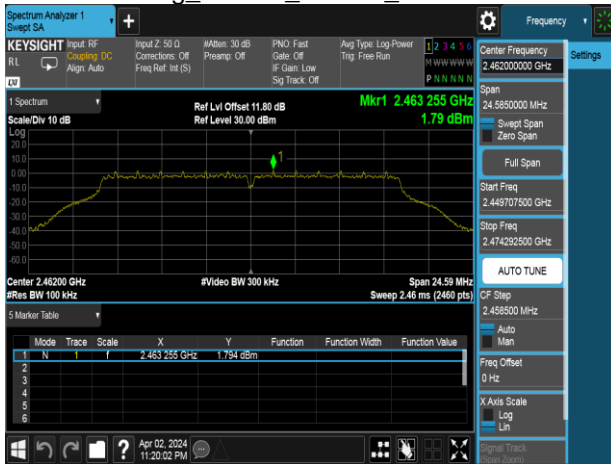 Spectrum Analyzer 1
Swept SA
Frequency
KEYSIGHT
RL
LXI
Input: RF
Coupling: DC
Align: Auto
Input Z: 50 Ω
Corrections: Off
Freq Ref: Int (S)
#Atten: 30 dB
Preamp: Off
PNO: Fast
Gate: Off
IF Gain: Low
Sig Track: Off
Avg Type: Log-Power
Trig: Free Run
1 2 3 4 5 6
M W W W W W
P N N N N N
1 Spectrum
Scale/Div 10 dB
Ref Lvl Offset 11.80 dB
Ref Level 30.00 dBm
Mkr1 2.463 255 GHz
1.79 dBm
Log
20.0
10.0
0.00
-10.0
-20.0
-30.0
-40.0
-50.0
-60.0
1
Center 2.46200 GHz
#Res BW 100 kHz
#Video BW 300 kHz
Span 24.59 MHz
Sweep 2.46 ms (2460 pts)
5 Marker Table
Mode Trace Scale X Y Function Function Width Function Value
1 N 1 f 2.463 255 GHz 1.794 dBm
2
3
4
5
6
Apr 02, 2024
11:20:02 PM
Center Frequency
2.462000000 GHz
Settings
Span
24.5850000 MHz
Swept Span
Zero Span
Full Span
Start Freq
2.449707500 GHz
Stop Freq
2.474292500 GHz
AUTO TUNE
CF Step
2.458500 MHz
Auto
Man
Freq Offset
0 Hz
X Axis Scale
Log
Lin
Signal Track
(Span Zoom)